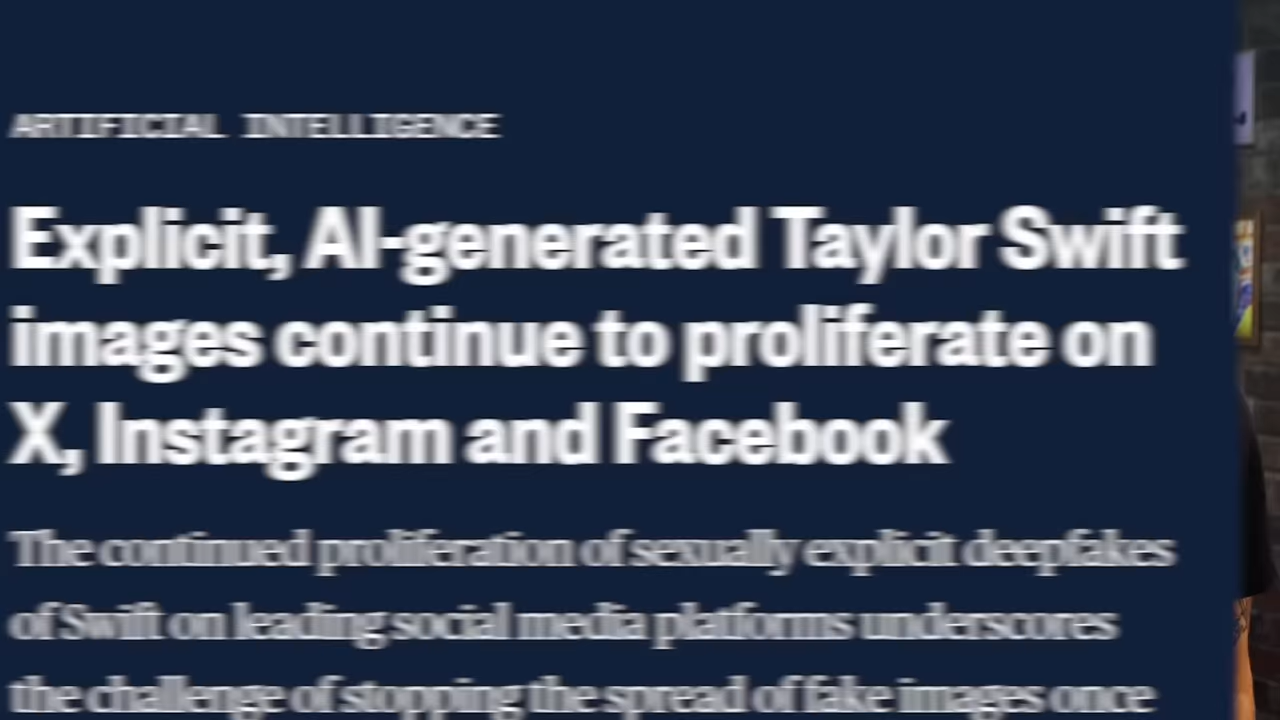 ARTIFICIAL INTELLIGENCE
Explicit, AI-generated Taylor Swift
images continue to proliferate on
X, Instagram and Facebook
The continued proliferation of sexually explicit deepfakes
of Swift on leading social media platforms underscores
the challenge of stopping the spread of fake images once